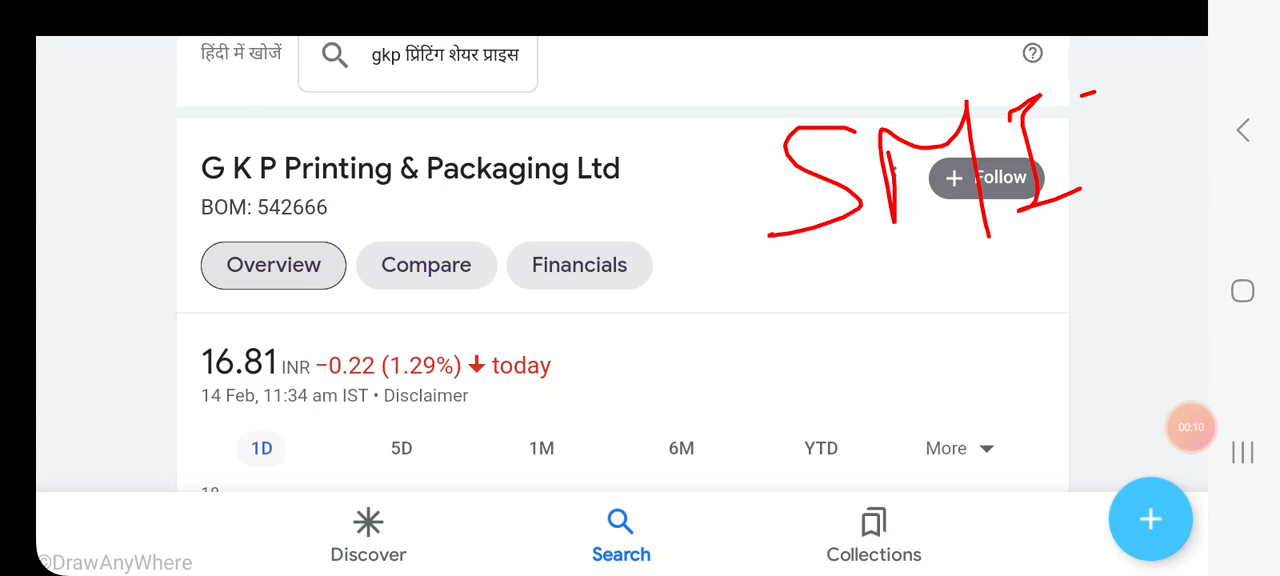 हिंदी में खोजें
gkp प्रिंटिंग शेयर प्राइस
G K P Printing & Packaging Ltd
SMI
+ Follow
BOM: 542666
Overview
Compare
Financials
16.81 INR −0.22 (1.29%) ↓ today
14 Feb, 11:34 am IST • Disclaimer
1D
5D
1M
6M
YTD
More
00:10
Discover
Search
Collections
©DrawAnyWhere